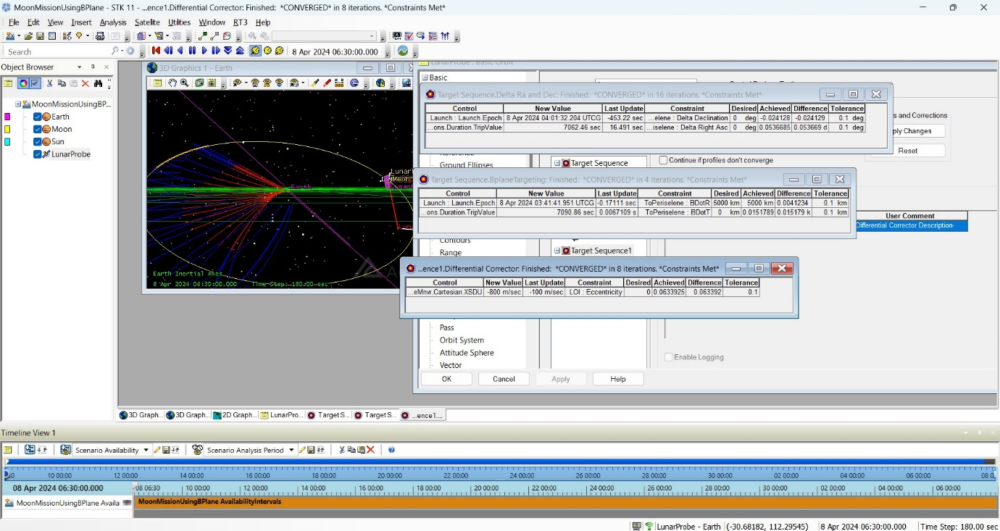 MoonMissionUsingBPlane - STK 11 - ...ence1.Differential Corrector: Finished: *CONVERGED* in 8 iterations. *Constraints Met*
File Edit View Insert Analysis Satellite Utilities Window RT3 Help
Search
8 Apr 2024 06:30:00.000
Object Browser
MoonMissionUsingBP...
Earth
Moon
Sun
LunarProbe
3D Graphics 1 - Earth
Earth
Earth Inertial Axes
8 Apr 2024 06:30:00.000 Time Step: 180.00 sec
LunarProbe : Basic Orbit
Basic
Target Sequence.Delta Ra and Dec: Finished: *CONVERGED* in 16 iterations. *Constraints Met*
Control New Value Last Update Constraint Desired Achieved Difference Tolerance
Launch : Launch.Epoch 8 Apr 2024 04:01:32.204 UTCG -453.22 sec ...elene : Delta Declination 0 deg -0.024128 -0.024129 0.1 deg
...ons.Duration.TripValue 7062.46 sec 16.491 sec ...iselene : Delta Right Asc 0 deg 0.0536685 0.053669 d 0.1 deg
s and Corrections
ply Changes
Reset
Reference
Ground Ellipses
Target Sequence
Continue if profiles don't converge
Target Sequence.BplaneTargeting: Finished: *CONVERGED* in 4 iterations. *Constraints Met*
Control New Value Last Update Constraint Desired Achieved Difference Tolerance
Launch : Launch.Epoch 8 Apr 2024 03:41:41.951 UTCG -0.17111 sec ToPeriselene : BDotR 5000 km 5000 km 0.0041234 0.1 km
...ons.Duration.TripValue 7090.86 sec 0.0067109 s ToPeriselene : BDotT 0 km 0.0151789 0.015179 k 0.1 km
User Comment
Differential Corrector Description-
Contours
Range
Target Sequence1
...ence1.Differential Corrector: Finished: *CONVERGED* in 8 iterations. *Constraints Met*
Control New Value Last Update Constraint Desired Achieved Difference Tolerance
...eMnvr.Cartesian.XSDU -800 m/sec -100 m/sec LOI : Eccentricity 0 0.0633925 0.063392 0.1
Pass
Orbit System
Attitude Sphere
Vector
Enable Logging
OK Cancel Apply Help
3D Graph... 3D Graph... 2D Graph... LunarPro... Target S... Target S... ...ence1....
Timeline View 1
Scenario Availability Scenario Analysis Period
10 00:00 12 00:00 14 00:00 16 00:00 18 00:00 20 00:00 22 00:00 24 00:00 26 00:00 28 00:00 30 00:00 02 00:00 04 00:00 06 00:00 08 0
08 Apr 2024 06:30:00.000 08 06:30 10 00:00 12 00:00 14 00:00 16 00:00 18 00:00 20 00:00 22 00:00 24 00:00 26 00:00 28 00:00 30 00:00 02 00:00 04 00:00 06 00:00
MoonMissionUsingBPlane Availa MoonMissionUsingBPlane AvailabilityIntervals
LunarProbe - Earth (-30.68182, 112.29545) 8 Apr 2024 06:30:00.000 Time Step: 180.00 sec